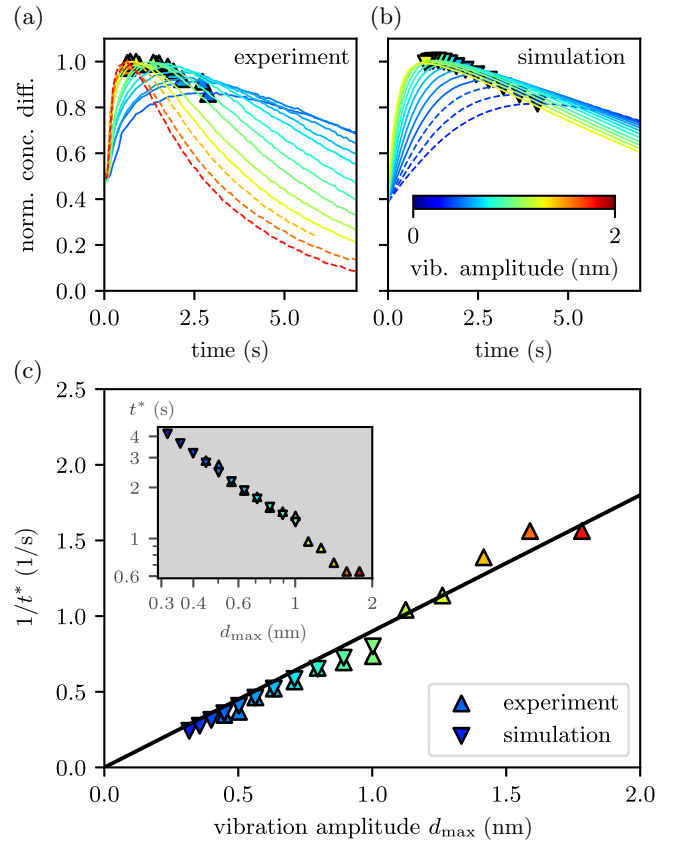 (a)
(b)
experiment
simulation
norm. conc. diff.
1.0
0.8
0.6
0.4
0.2
0.0
0.0 2.5 5.0
time (s)
0 2
vib. amplitude (nm)
0.0 2.5 5.0
time (s)
(c)
1/t* (1/s)
2.5
2.0
1.5
1.0
0.5
0.0
t* (s)
4
3
2
1
0.6
0.3 0.4 0.6 1 2
d_max (nm)
experiment
simulation
0.0 0.5 1.0 1.5 2.0
vibration amplitude d_max (nm)